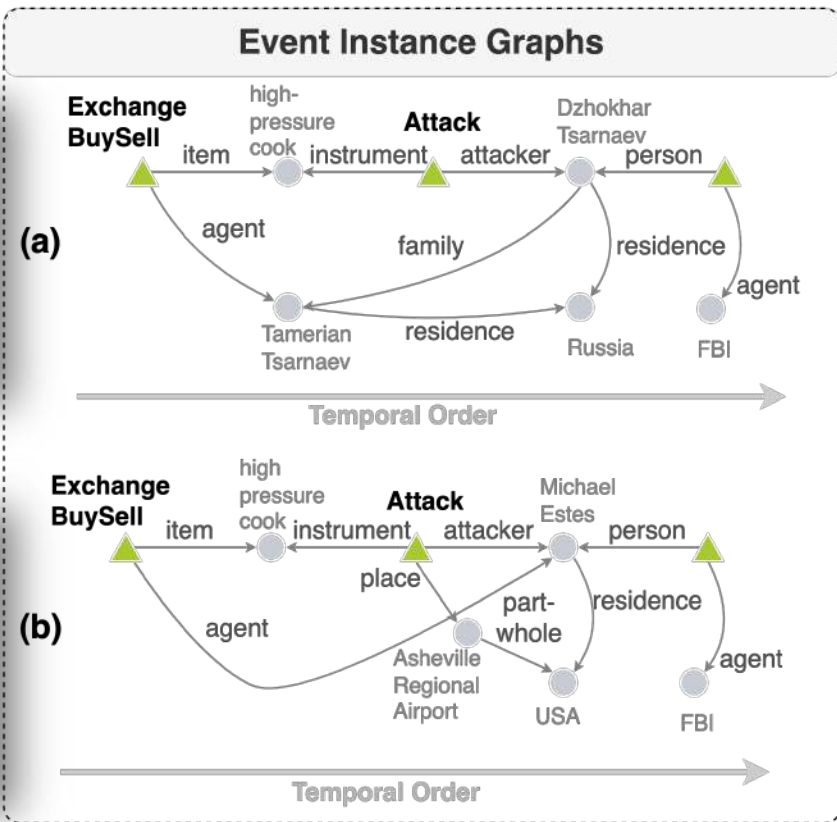 Event Instance Graphs
Exchange
BuySell
high-
pressure
cook
Attack
Dzhokhar
Tsarnaev
item
instrument
attacker
person
(a)
agent
family
residence
agent
residence
Tamerian
Tsarnaev
Russia
FBI
Temporal Order
Exchange
BuySell
high
pressure
cook
Attack
Michael
Estes
item
instrument
attacker
person
place
part-
whole
residence
(b)
agent
agent
Asheville
Regional
Airport
USA
FBI
Temporal Order